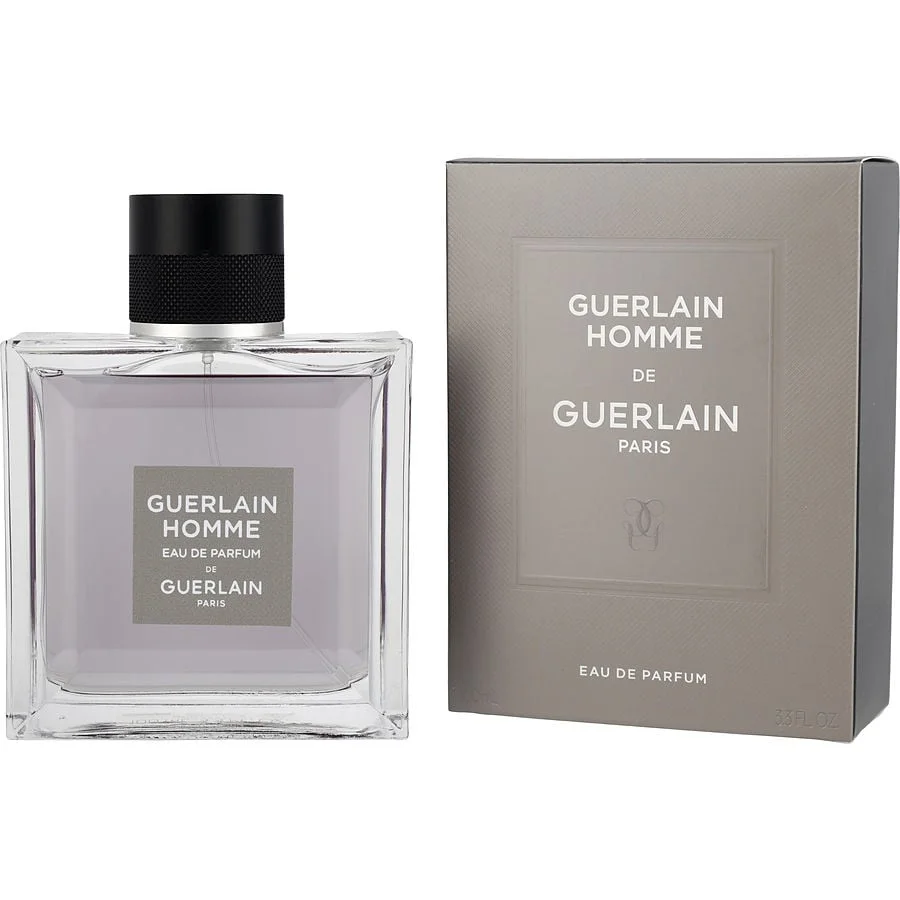 GUERLAIN
HOMME
EAU DE PARFUM
DE
GUERLAIN
PARIS
GUERLAIN
HOMME
DE
GUERLAIN
PARIS
EAU DE PARFUM
3.3 FL OZ